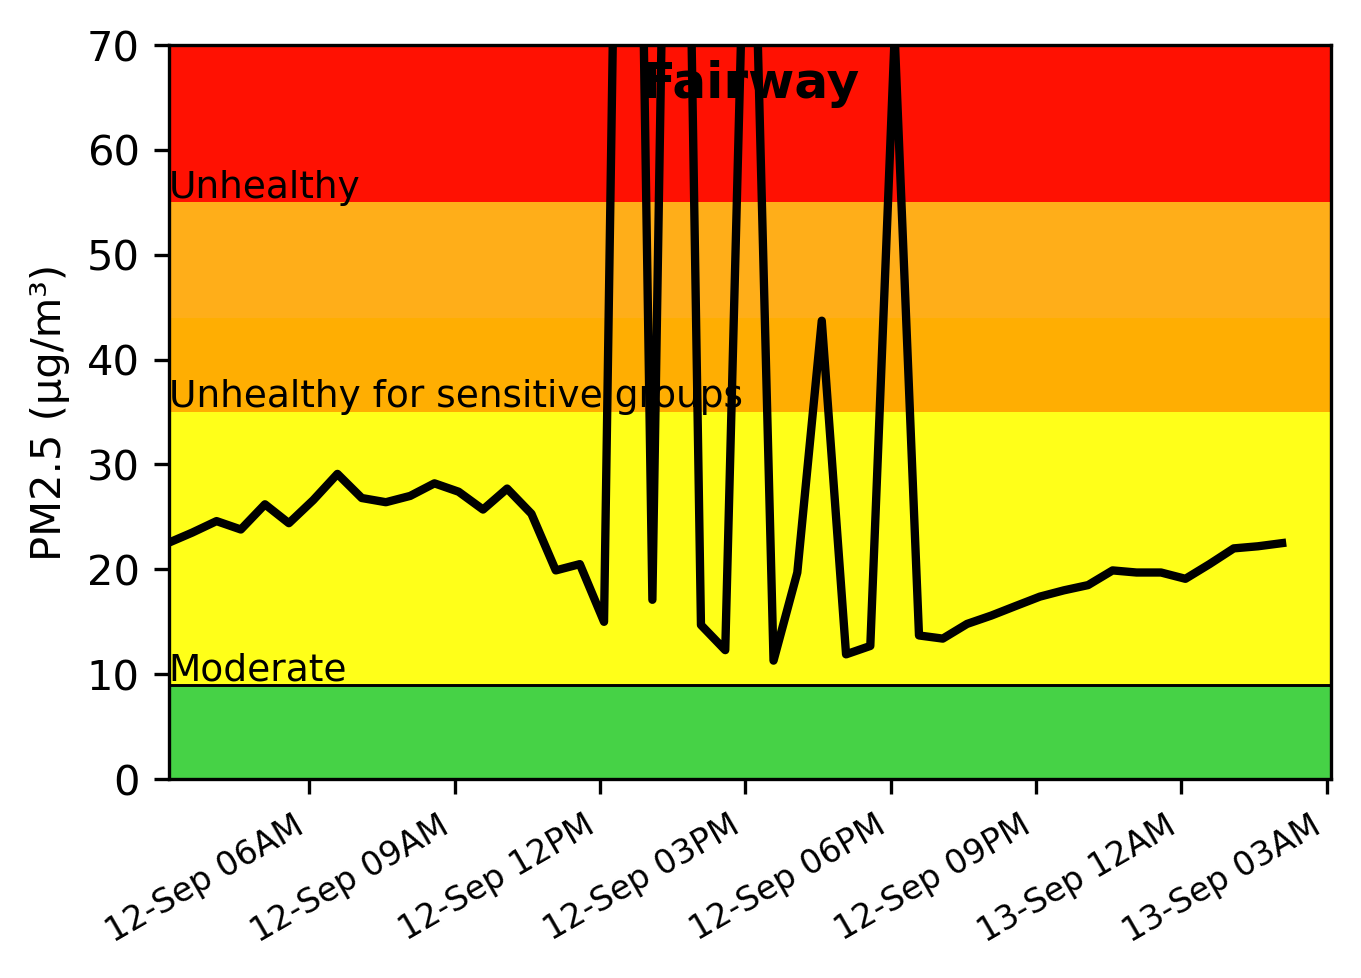 Fairway
PM2.5 (µg/m³)
70
60
50
40
30
20
10
0
Unhealthy
Unhealthy for sensitive groups
Moderate
12-Sep 06AM
12-Sep 09AM
12-Sep 12PM
12-Sep 03PM
12-Sep 06PM
12-Sep 09PM
13-Sep 12AM
13-Sep 03AM